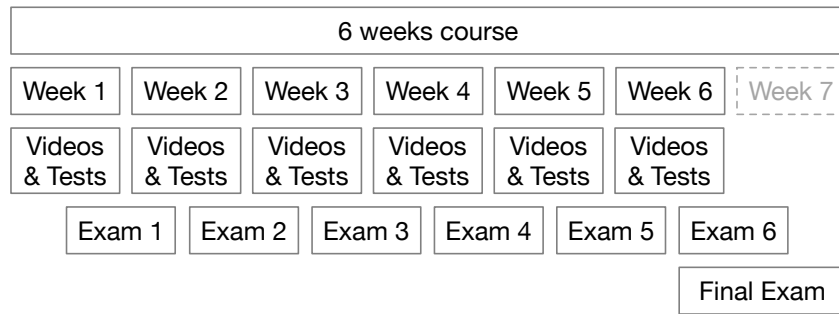 6 weeks course
Week 1 Week 2 Week 3 Week 4 Week 5 Week 6 Week 7
Videos Videos Videos Videos Videos Videos
& Tests & Tests & Tests & Tests & Tests & Tests
Exam 1 Exam 2 Exam 3 Exam 4 Exam 5 Exam 6
Final Exam